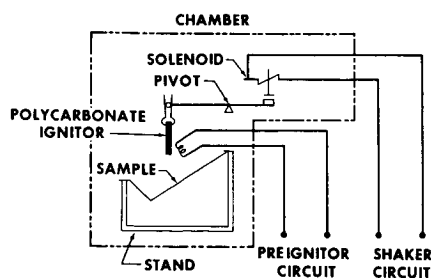 CHAMBER
SOLENOID
PIVOT
POLYCARBONATE
IGNITOR
SAMPLE
STAND
PREIGNITOR
CIRCUIT
SHAKER
CIRCUIT